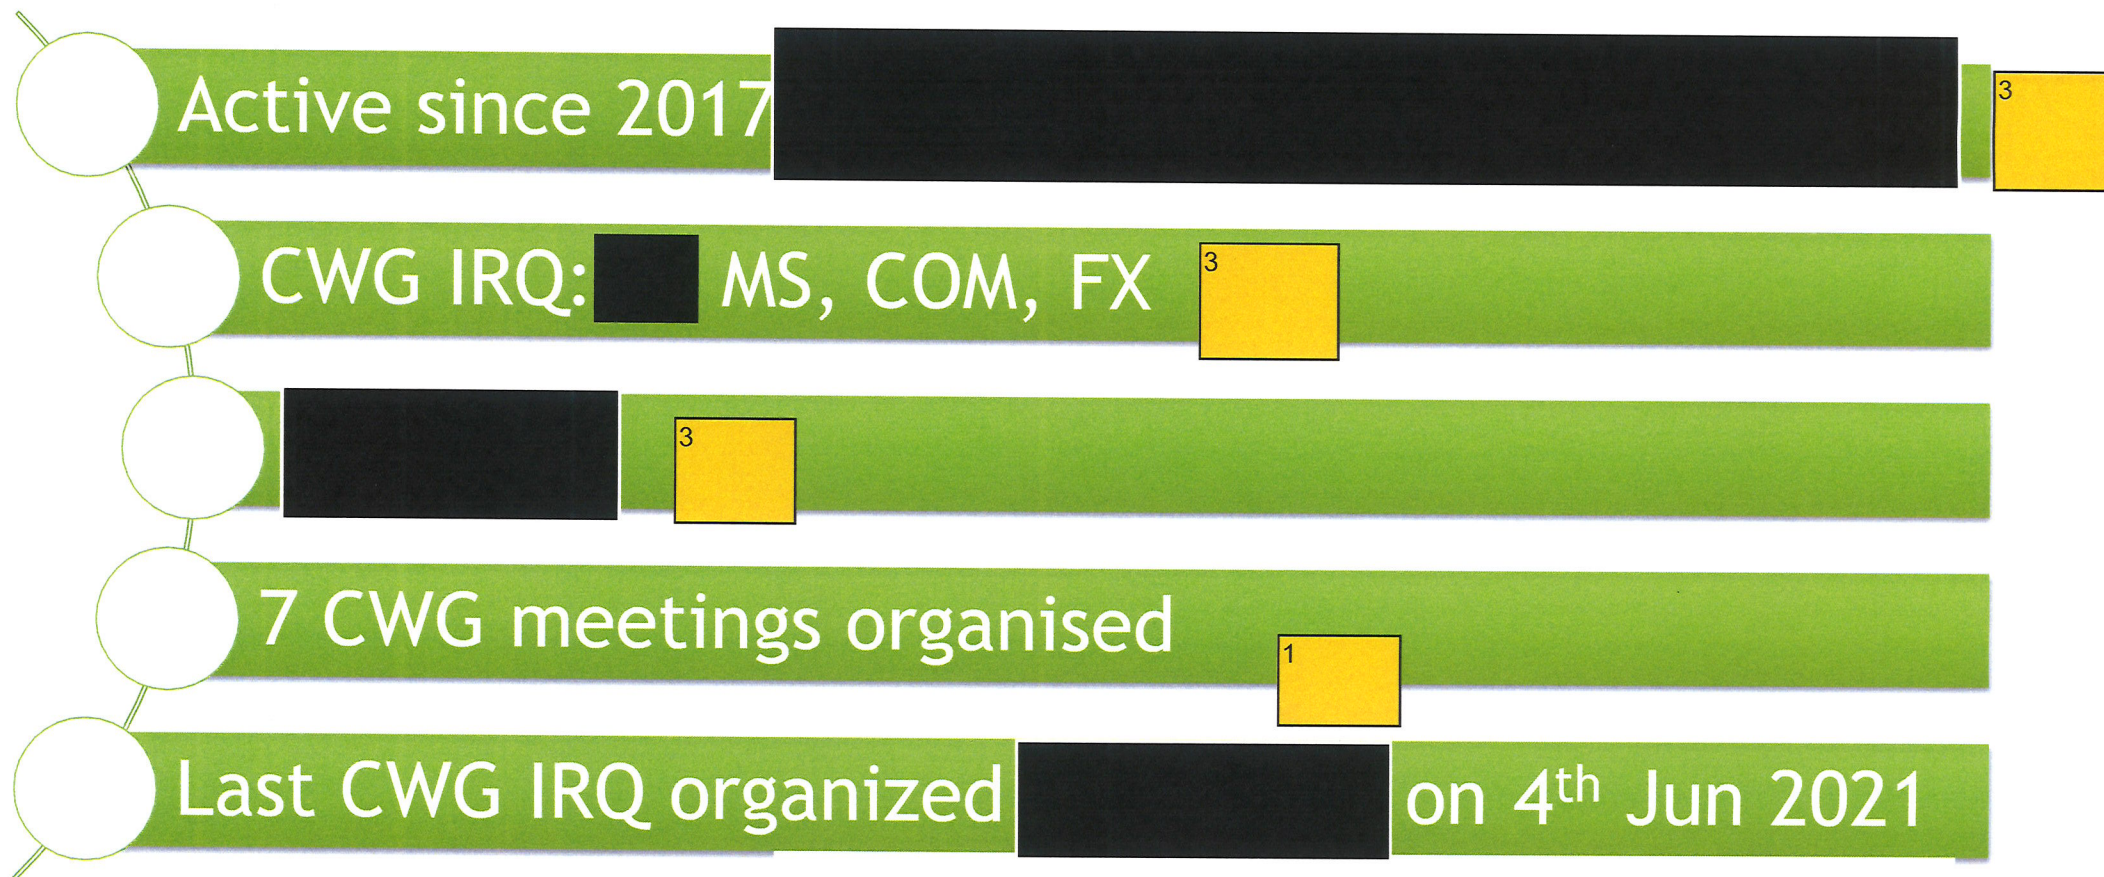 Active since 2017 3
CWG IRQ: MS, COM, FX 3
3
7 CWG meetings organised
1
Last CWG IRQ organized on 4th Jun 2021